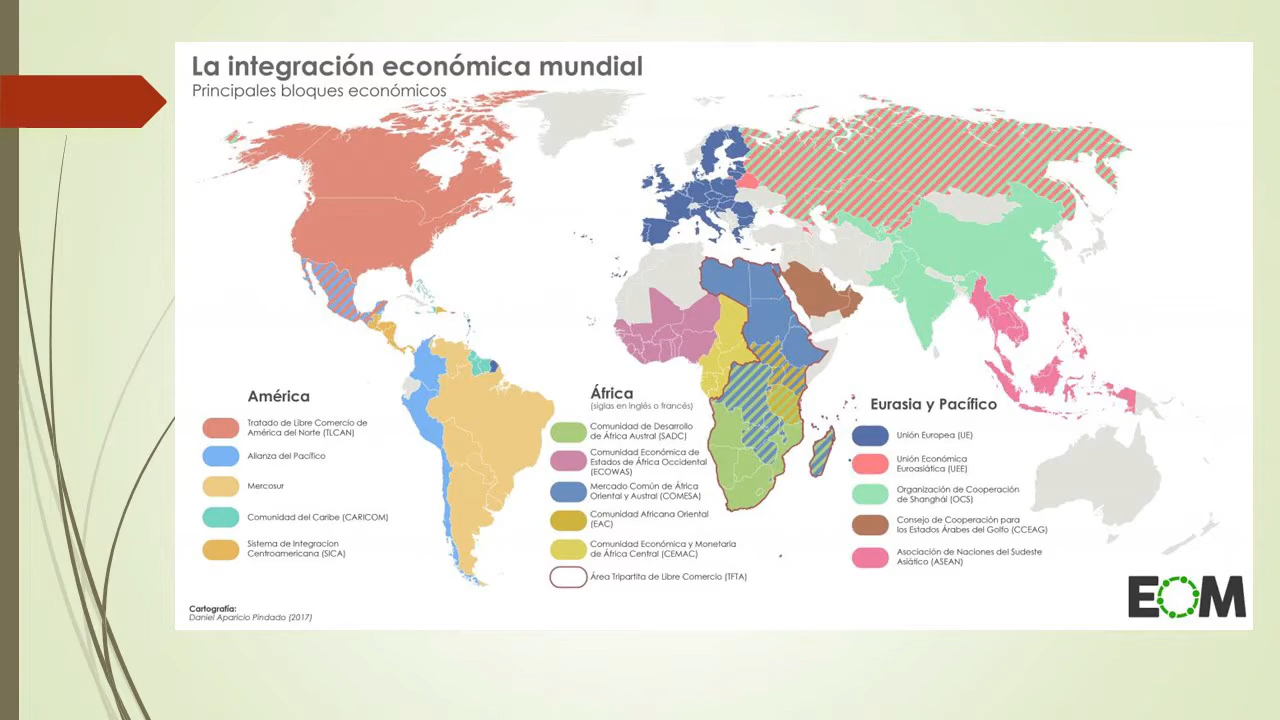 La integración económica mundial
Principales bloques económicos
América
Tratado de Libre Comercio de
América del Norte (TLCAN)
Alianza del Pacífico
Mercosur
Comunidad del Caribe (CARICOM)
Sistema de Integracion
Centroamericana (SICA)
África
(siglas en inglés o francés)
Comunidad de Desarrollo
de África Austral (SADC)
Comunidad Económica de
Estados de África Occidental
(ECOWAS)
Mercado Común de África
Oriental y Austral (COMESA)
Comunidad Africana Oriental
(EAC)
Comunidad Económica y Monetaria
de África Central (CEMAC)
Área Tripartita de Libre Comercio (TFTA)
Eurasia y Pacífico
Unión Europea (UE)
Unión Económica
Euroasiática (UEE)
Organización de Cooperación
de Shanghái (OCS)
Consejo de Cooperación para
los Estados Árabes del Golfo (CCEAG)
Asociación de Naciones del Sudeste
Asiático (ASEAN)
Cartografía:
Daniel Aparicio Pindado (2017)
EOM